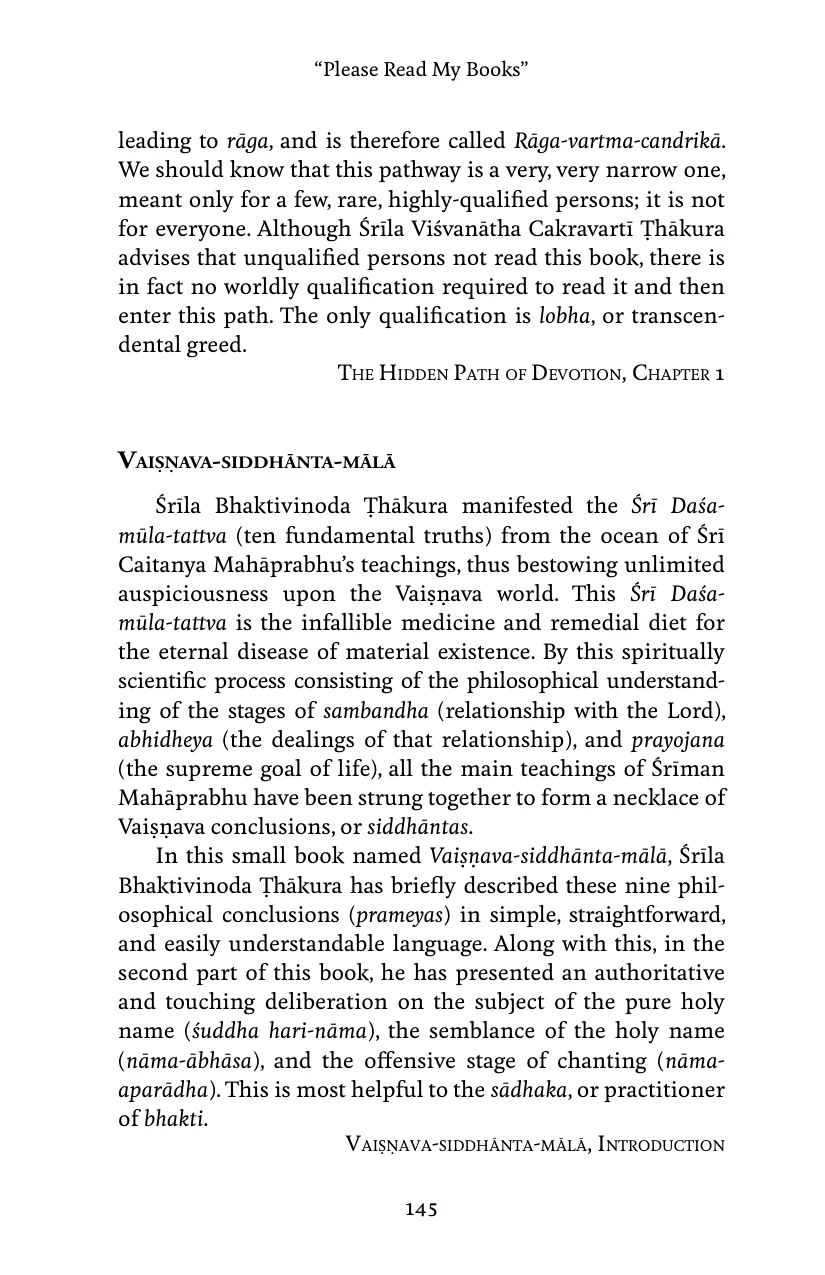 “Please Read My Books”
leading to rāga, and is therefore called Rāga-vartma-candrikā.
We should know that this pathway is a very, very narrow one,
meant only for a few, rare, highly-qualified persons; it is not
for everyone. Although Śrīla Viśvanātha Cakravartī Ṭhākura
advises that unqualified persons not read this book, there is
in fact no worldly qualification required to read it and then
enter this path. The only qualification is lobha, or transcen-
dental greed.
The Hidden Path of Devotion, Chapter 1
Vaiṣṇava-siddhānta-mālā
Śrīla Bhaktivinoda Ṭhākura manifested the Śrī Daśa-
mūla-tattva (ten fundamental truths) from the ocean of Śrī
Caitanya Mahāprabhu’s teachings, thus bestowing unlimited
auspiciousness upon the Vaiṣṇava world. This Śrī Daśa-
mūla-tattva is the infallible medicine and remedial diet for
the eternal disease of material existence. By this spiritually
scientific process consisting of the philosophical understand-
ing of the stages of sambandha (relationship with the Lord),
abhidheya (the dealings of that relationship), and prayojana
(the supreme goal of life), all the main teachings of Śrīman
Mahāprabhu have been strung together to form a necklace of
Vaiṣṇava conclusions, or siddhāntas.
In this small book named Vaiṣṇava-siddhānta-mālā, Śrīla
Bhaktivinoda Ṭhākura has briefly described these nine phil-
osophical conclusions (prameyas) in simple, straightforward,
and easily understandable language. Along with this, in the
second part of this book, he has presented an authoritative
and touching deliberation on the subject of the pure holy
name (śuddha hari-nāma), the semblance of the holy name
(nāma-ābhāsa), and the offensive stage of chanting (nāma-
aparādha). This is most helpful to the sādhaka, or practitioner
of bhakti.
Vaiṣṇava-siddhānta-mālā, Introduction
145